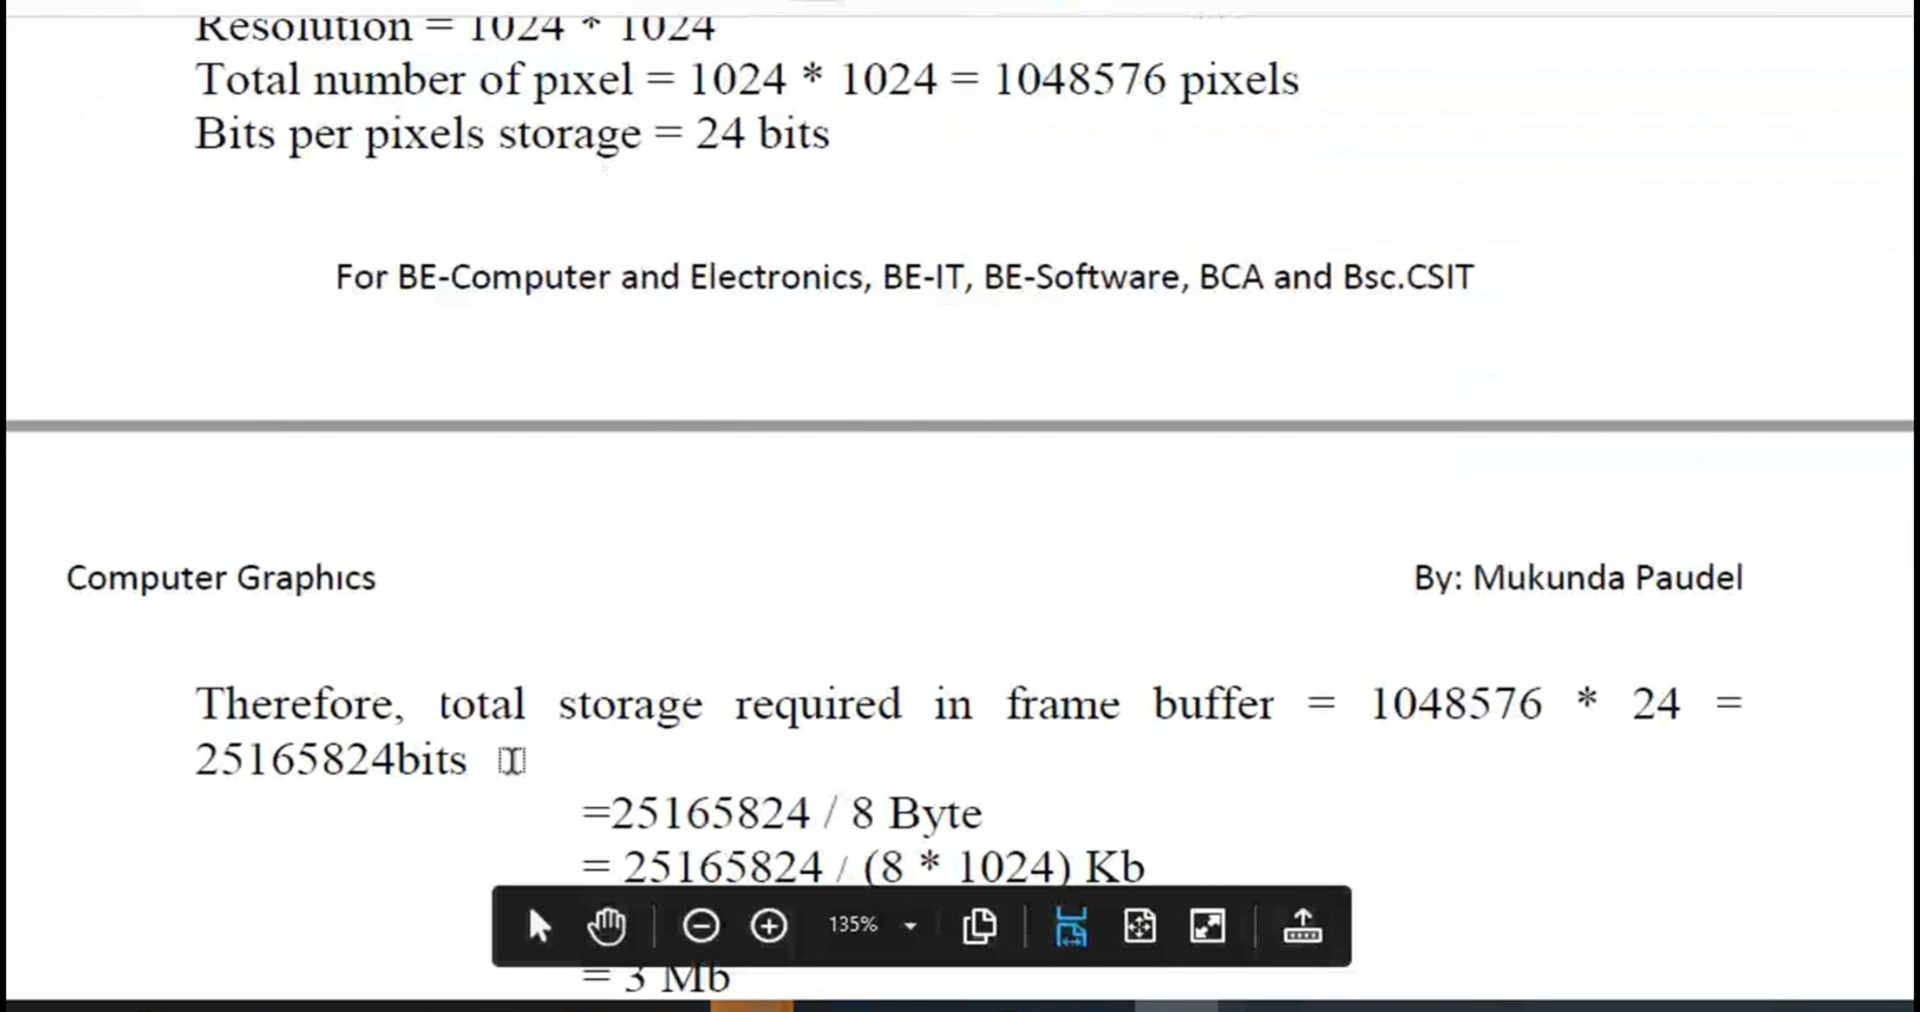 Resolution = 1024 * 1024
Total number of pixel = 1024 * 1024 = 1048576 pixels
Bits per pixels storage = 24 bits
For BE-Computer and Electronics, BE-IT, BE-Software, BCA and Bsc.CSIT
Computer Graphics
By: Mukunda Paudel
Therefore, total storage required in frame buffer = 1048576 * 24 =
25165824bits
=25165824 / 8 Byte
= 25165824 / (8 * 1024) Kb
135%
= 3 Mb